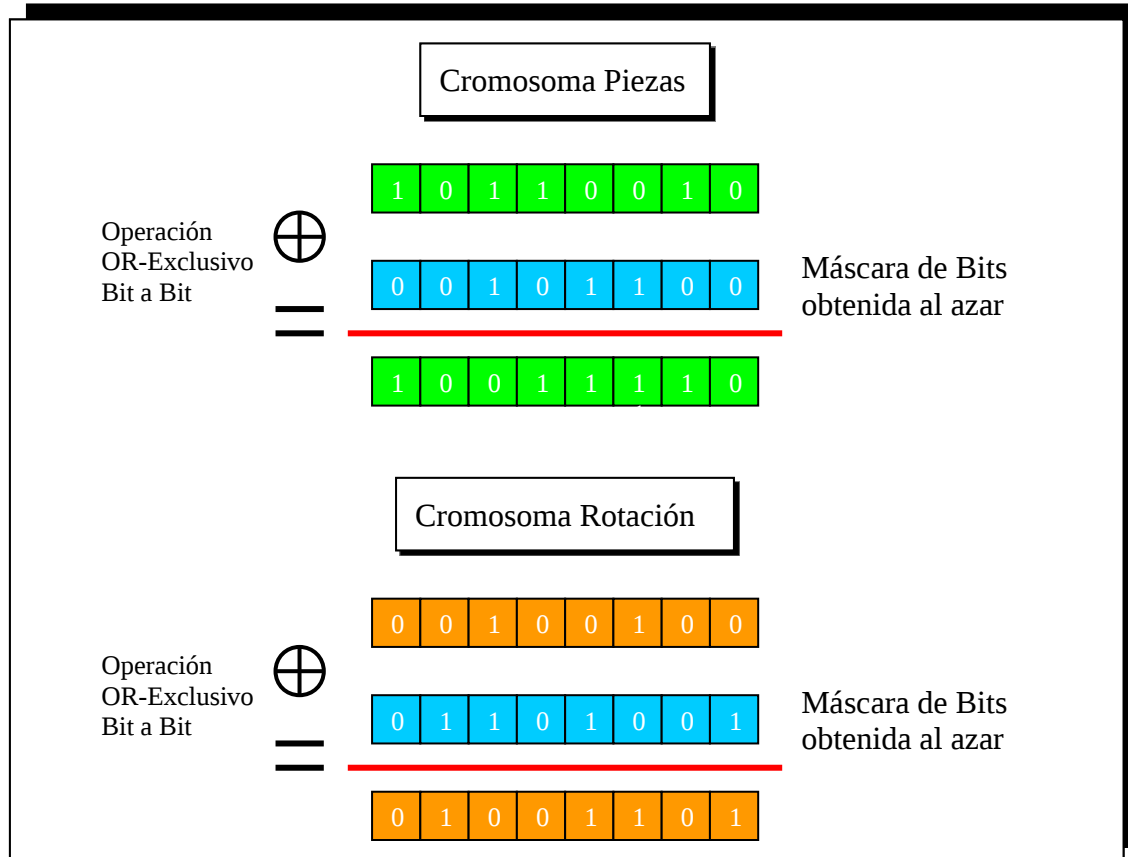 Cromosoma Piezas
1 0 1 1 0 0 1 0
Operación
OR-Exclusivo
Bit a Bit
0 0 1 0 1 1 0 0
Máscara de Bits
obtenida al azar
1 0 0 1 1 1 1 0
Cromosoma Rotación
0 0 1 0 0 1 0 0
Operación
OR-Exclusivo
Bit a Bit
0 1 1 0 1 0 0 1
Máscara de Bits
obtenida al azar
0 1 0 0 1 1 0 1